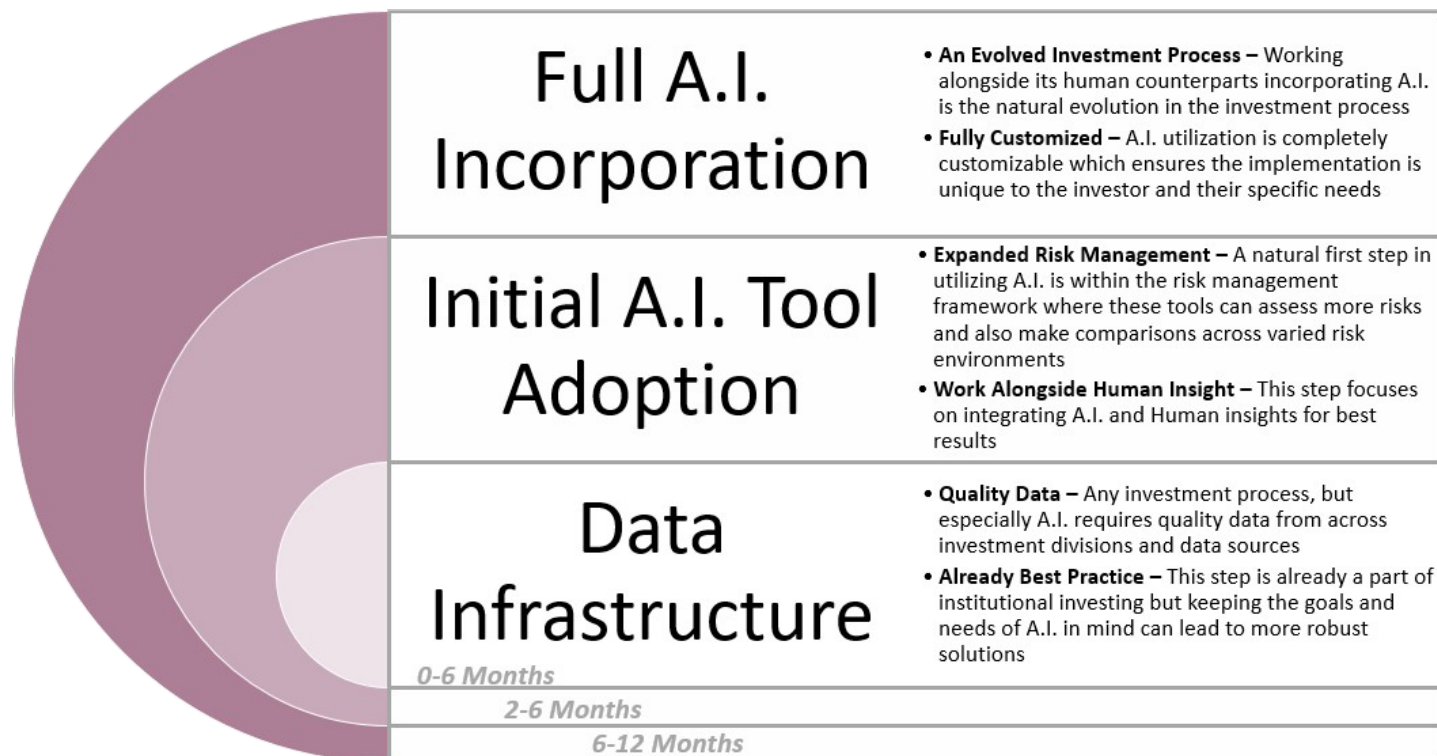 Full A.I.
Incorporation
• An Evolved Investment Process – Working
alongside its human counterparts incorporating A.I.
is the natural evolution in the investment process
• Fully Customized – A.I. utilization is completely
customizable which ensures the implementation is
unique to the investor and their specific needs
Initial A.I. Tool
Adoption
• Expanded Risk Management – A natural first step in
utilizing A.I. is within the risk management
framework where these tools can assess more risks
and also make comparisons across varied risk
environments
• Work Alongside Human Insight – This step focuses
on integrating A.I. and Human insights for best
results
Data
Infrastructure
• Quality Data – Any investment process, but
especially A.I. requires quality data from across
investment divisions and data sources
• Already Best Practice – This step is already a part of
institutional investing but keeping the goals and
needs of A.I. in mind can lead to more robust
solutions
0-6 Months
2-6 Months
6-12 Months